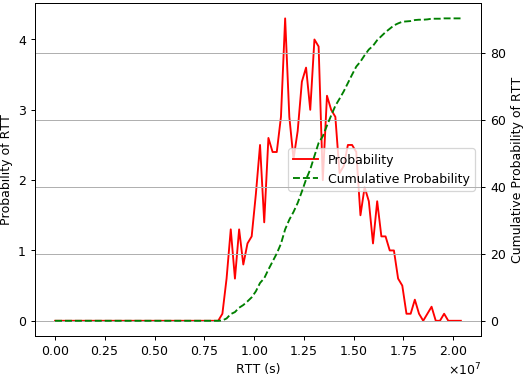 Probability of RTT
4
3
2
1
0
Probability
Cumulative Probability
80
60
40
20
0
Cumulative Probability of RTT
0.00 0.25 0.50 0.75 1.00 1.25 1.50 1.75 2.00
RTT (s)
×10⁷